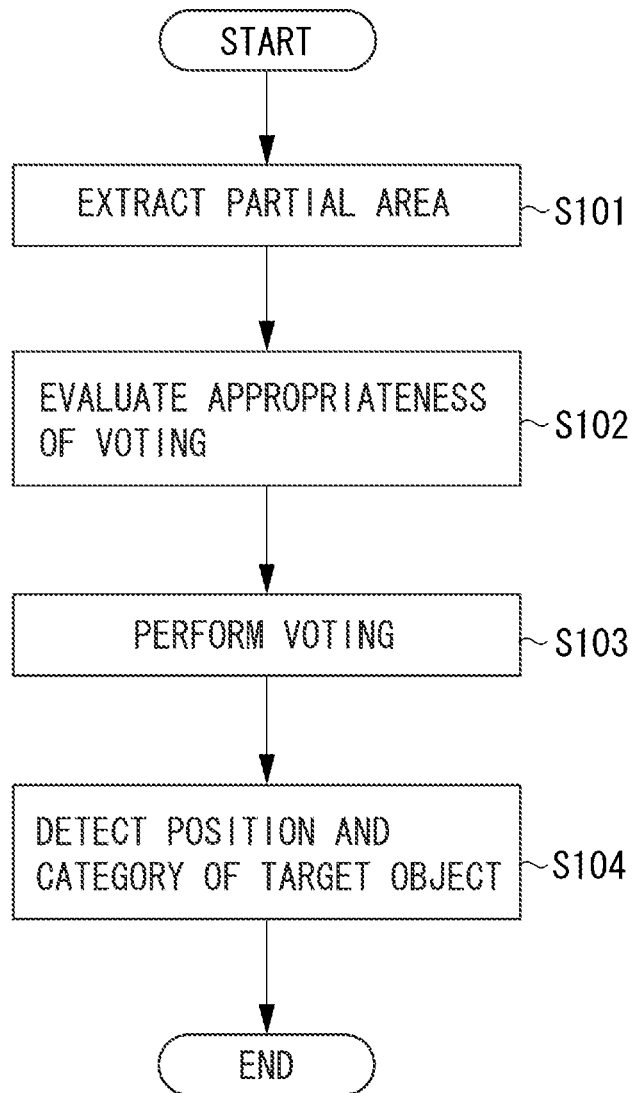 START
EXTRACT PARTIAL AREA
S101
EVALUATE APPROPRIATENESS
OF VOTING
S102
PERFORM VOTING
S103
DETECT POSITION AND
CATEGORY OF TARGET OBJECT
S104
END